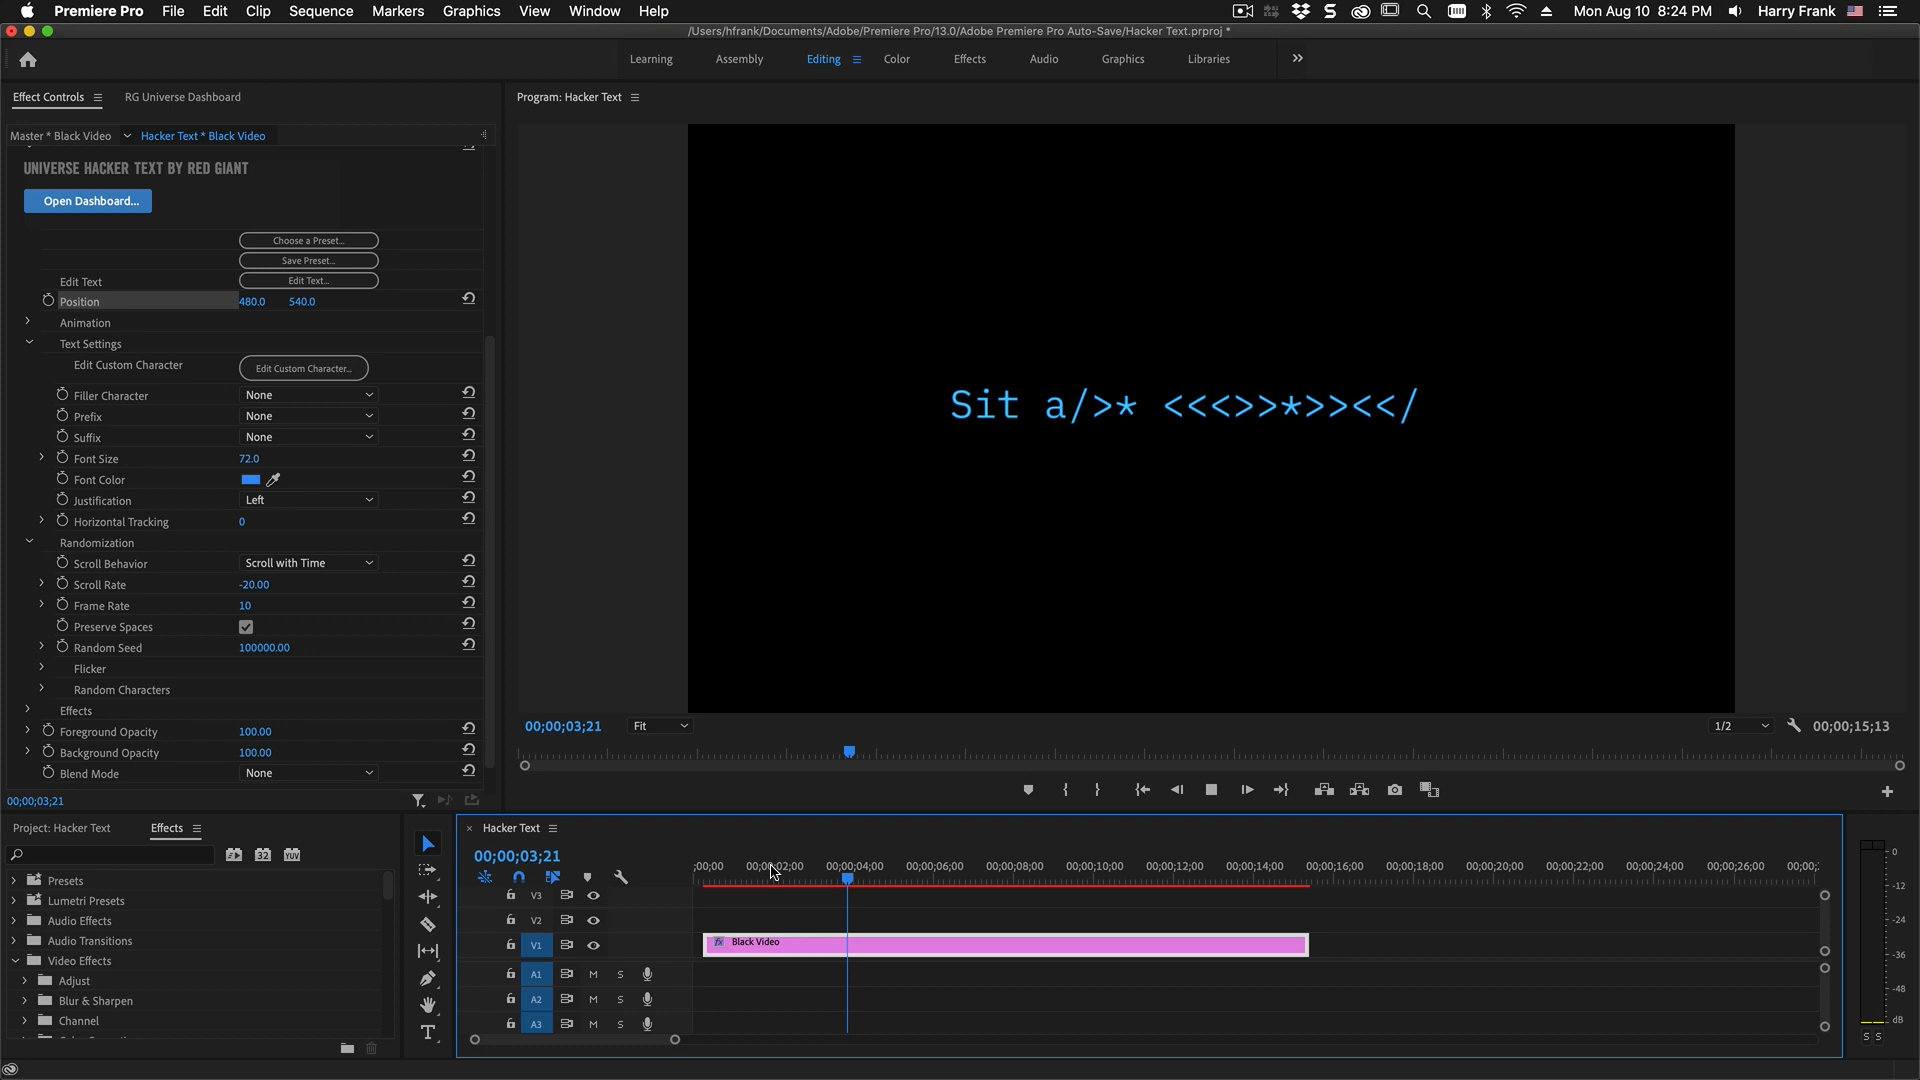 Premiere Pro File Edit Clip Sequence Markers Graphics View Window Help Mon Aug 10 8:24 PM Harry Frank
/Users/hfrank/Documents/Adobe/Premiere Pro/13.0/Adobe Premiere Pro Auto-Save/Hacker Text.prproj *
Learning Assembly Editing Color Effects Audio Graphics Libraries
Effect Controls RG Universe Dashboard
Program: Hacker Text
Master * Black Video Hacker Text * Black Video
UNIVERSE HACKER TEXT BY RED GIANT
Open Dashboard...
Choose a Preset...
Save Preset...
Edit Text Edit Text...
Position 480.0 540.0
Animation
Text Settings
Edit Custom Character Edit Custom Character...
Filler Character None
Prefix None
Suffix None
Font Size 72.0
Font Color
Justification Left
Horizontal Tracking 0
Randomization
Scroll Behavior Scroll with Time
Scroll Rate -20.00
Frame Rate 10
Preserve Spaces
Random Seed 100000.00
Flicker
Random Characters
Effects
Foreground Opacity 100.00
Background Opacity 100.00
Blend Mode None
00;00;03;21
Sit a/>* <<<>>*>><</
00;00;03;21 Fit 1/2 00;00;15;13
Project: Hacker Text Effects
32 YUV
Presets
Lumetri Presets
Audio Effects
Audio Transitions
Video Effects
Adjust
Blur & Sharpen
Channel
× Hacker Text
00;00;03;21
;00;00 00;00;02;00 00;00;04;00 00;00;06;00 00;00;08;00 00;00;10;00 00;00;12;00 00;00;14;00 00;00;16;00 00;00;18;00 00;00;20;00 00;00;22;00 00;00;24;00 00;00;26;00 00;00;
V3
V2
V1 fx Black Video
A1 M S
A2 M S
A3 M S
0
-12
-24
-36
-48
dB
S S